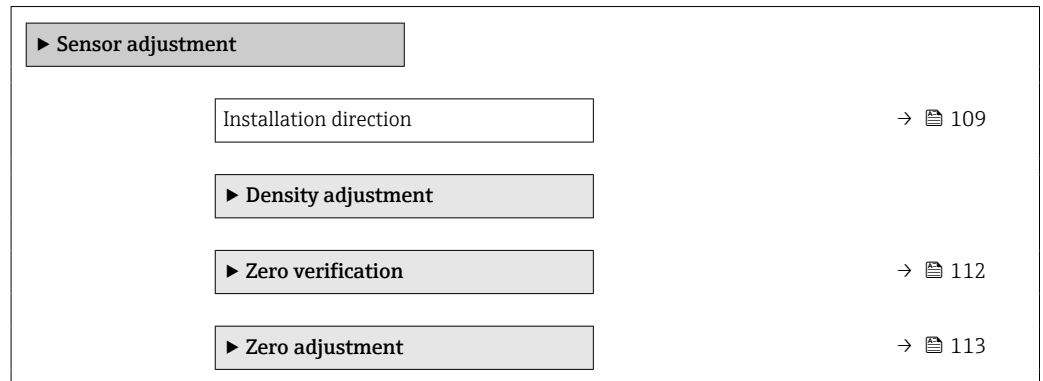 ▶ Sensor adjustment
Installation direction → 🖺 109
▶ Density adjustment
▶ Zero verification → 🖺 112
▶ Zero adjustment → 🖺 113